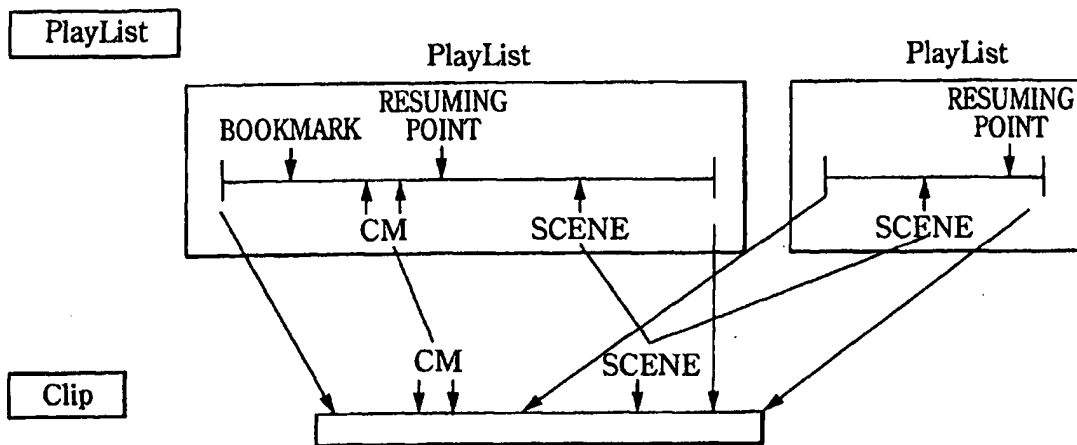 PlayList
PlayList
PlayList
BOOKMARK
RESUMING
POINT
RESUMING
POINT
CM
SCENE
SCENE
CM
SCENE
Clip